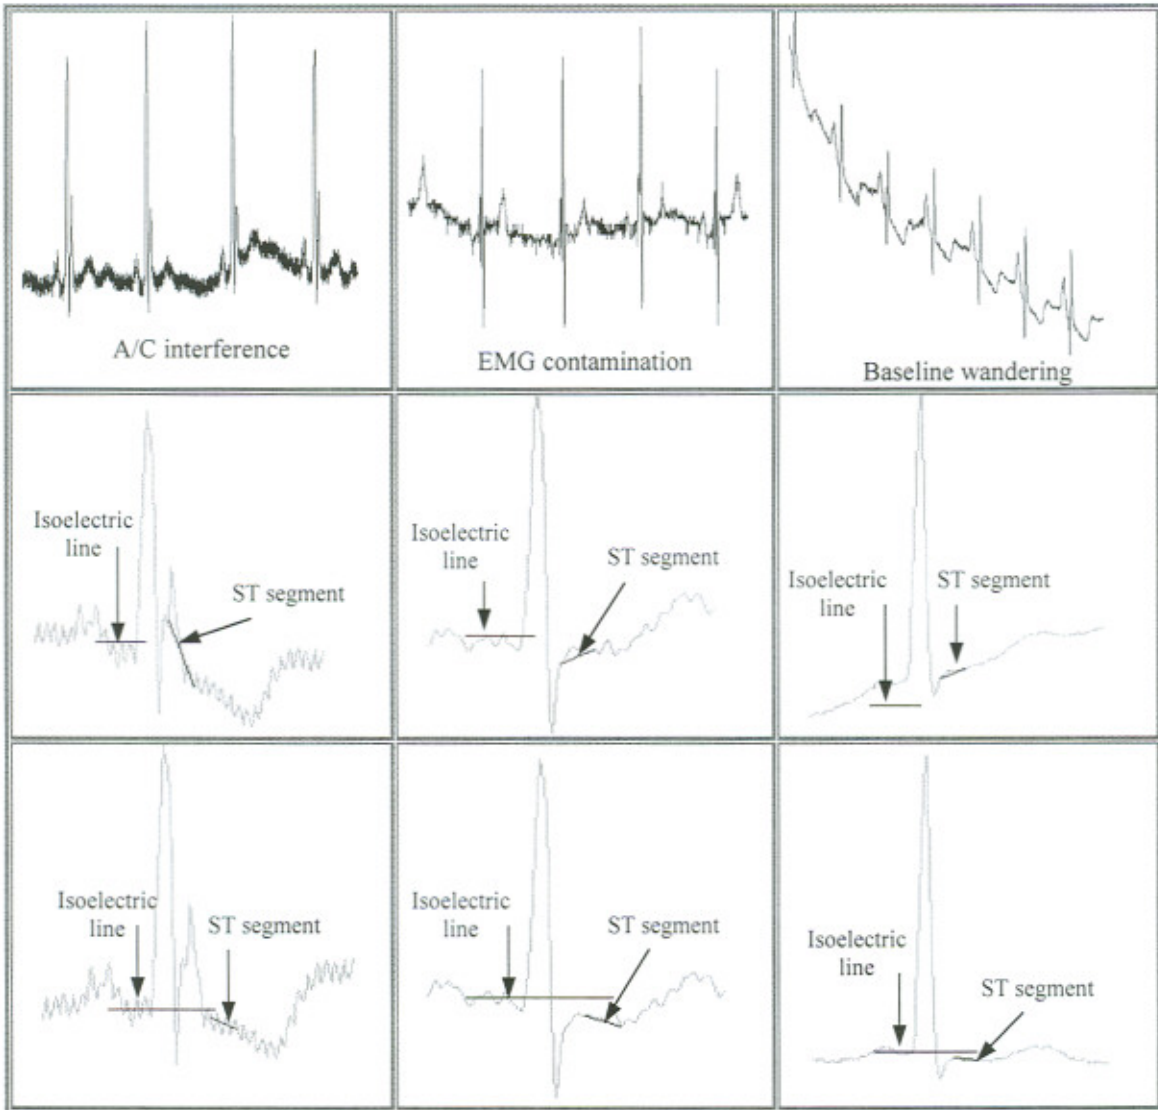 A/C interference
EMG contamination
Baseline wandering
Isoelectric
line
ST segment
Isoelectric
line
ST segment
Isoelectric
line
ST segment
Isoelectric
line
ST segment
Isoelectric
line
ST segment
Isoelectric
line
ST segment